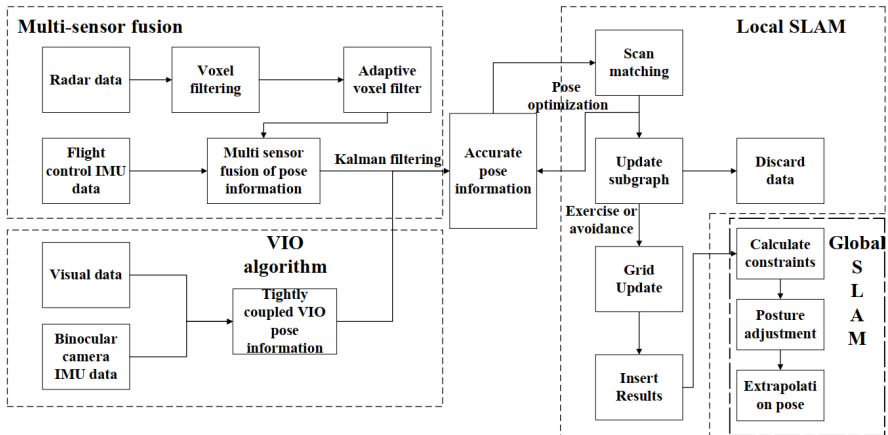 Multi-sensor fusion
Radar data
Voxel
filtering
Adaptive
voxel filter
Flight
control IMU
data
Multi sensor
fusion of pose
information
Kalman filtering
VIO
algorithm
Visual data
Binocular
camera
IMU data
Tightly
coupled VIO
pose
information
Accurate
pose
information
Local SLAM
Scan
matching
Pose
optimization
Update
subgraph
Discard
data
Exercise or
avoidance
Grid
Update
Insert
Results
Global
S
L
A
M
Calculate
constraints
Posture
adjustment
Extrapolati
on pose